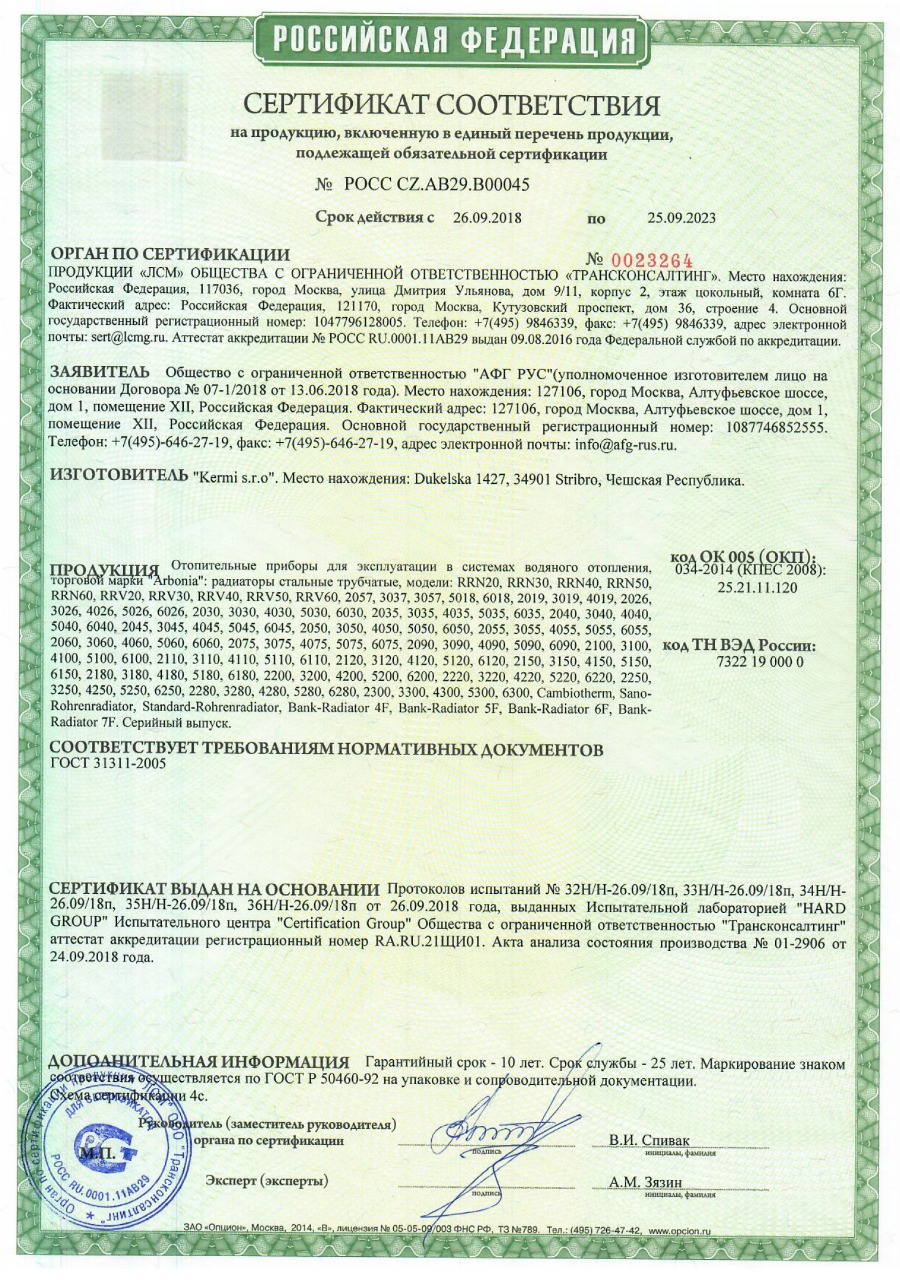 РОССИЙСКАЯ ФЕДЕРАЦИЯ
СЕРТИФИКАТ СООТВЕТСТВИЯ
на продукцию, включенную в единый перечень продукции,
подлежащей обязательной сертификации
№ РОСС CZ.АВ29.В00045
Срок действия с 26.09.2018 по 25.09.2023
ОРГАН ПО СЕРТИФИКАЦИИ № 0023264
ПРОДУКЦИИ «ЛСМ» ОБЩЕСТВА С ОГРАНИЧЕННОЙ ОТВЕТСТВЕННОСТЬЮ «ТРАНСКОНСАЛТИНГ». Место нахождения:
Российская Федерация, 117036, город Москва, улица Дмитрия Ульянова, дом 9/11, корпус 2, этаж цокольный, комната 6Г.
Фактический адрес: Российская Федерация, 121170, город Москва, Кутузовский проспект, дом 36, строение 4. Основной
государственный регистрационный номер: 1047796128005. Телефон: +7(495) 9846339, факс: +7(495) 9846339, адрес электронной
почты: sert@lcmg.ru. Аттестат аккредитации № РОСС RU.0001.11АВ29 выдан 09.08.2016 года Федеральной службой по аккредитации.
ЗАЯВИТЕЛЬ Общество с ограниченной ответственностью "АФГ РУС"(уполномоченное изготовителем лицо на
основании Договора № 07-1/2018 от 13.06.2018 года). Место нахождения: 127106, город Москва, Алтуфьевское шоссе,
дом 1, помещение XII, Российская Федерация. Фактический адрес: 127106, город Москва, Алтуфьевское шоссе, дом 1,
помещение XII, Российская Федерация. Основной государственный регистрационный номер: 1087746852555.
Телефон: +7(495)-646-27-19, факс: +7(495)-646-27-19, адрес электронной почты: info@afg-rus.ru.
ИЗГОТОВИТЕЛЬ "Kermi s.r.o". Место нахождения: Dukelska 1427, 34901 Stribro, Чешская Республика.
ПРОДУКЦИЯ Отопительные приборы для эксплуатации в системах водяного отопления,
торговой марки "Arbonia": радиаторы стальные трубчатые, модели: RRN20, RRN30, RRN40, RRN50,
RRN60, RRV20, RRV30, RRV40, RRV50, RRV60, 2057, 3037, 3057, 5018, 6018, 2019, 3019, 4019, 2026,
3026, 4026, 5026, 6026, 2030, 3030, 4030, 5030, 6030, 2035, 3035, 4035, 5035, 6035, 2040, 3040, 4040,
5040, 6040, 2045, 3045, 4045, 5045, 6045, 2050, 3050, 4050, 5050, 6050, 2055, 3055, 4055, 5055, 6055,
2060, 3060, 4060, 5060, 6060, 2075, 3075, 4075, 5075, 6075, 2090, 3090, 4090, 5090, 6090, 2100, 3100,
4100, 5100, 6100, 2110, 3110, 4110, 5110, 6110, 2120, 3120, 4120, 5120, 6120, 2150, 3150, 4150, 5150,
6150, 2180, 3180, 4180, 5180, 6180, 2200, 3200, 4200, 5200, 6200, 2220, 3220, 4220, 5220, 6220, 2250,
3250, 4250, 5250, 6250, 2280, 3280, 4280, 5280, 6280, 2300, 3300, 4300, 5300, 6300, Cambiotherm, Sano-
Rohrenradiator, Standard-Rohrenradiator, Bank-Radiator 4F, Bank-Radiator 5F, Bank-Radiator 6F, Bank-
Radiator 7F. Серийный выпуск.
код ОК 005 (ОКП):
034-2014 (КПЕС 2008):
25.21.11.120
код ТН ВЭД России:
7322 19 000 0
СООТВЕТСТВУЕТ ТРЕБОВАНИЯМ НОРМАТИВНЫХ ДОКУМЕНТОВ
ГОСТ 31311-2005
СЕРТИФИКАТ ВЫДАН НА ОСНОВАНИИ Протоколов испытаний № 32Н/Н-26.09/18п, 33Н/Н-26.09/18п, 34Н/Н-
26.09/18п, 35Н/Н-26.09/18п, 36Н/Н-26.09/18п от 26.09.2018 года, выданных Испытательной лабораторией "HARD
GROUP" Испытательного центра "Certification Group" Общества с ограниченной ответственностью "Трансконсалтинг"
аттестат аккредитации регистрационный номер RA.RU.21ЩИ01. Акта анализа состояния производства № 01-2906 от
24.09.2018 года.
ДОПОЛНИТЕЛЬНАЯ ИНФОРМАЦИЯ Гарантийный срок - 10 лет. Срок службы - 25 лет. Маркирование знаком
соответствия осуществляется по ГОСТ Р 50460-92 на упаковке и сопроводительной документации.
Схема сертификации 4с.
Руководитель (заместитель руководителя)
органа по сертификации В.И. Спивак
подпись инициалы, фамилия
М.П.
Эксперт (эксперты) А.М. Зязин
подпись инициалы, фамилия
Орган по сертификации продукции "ЛСМ" ООО "Трансконсалтинг"
ДЛЯ СЕРТИФИКАТОВ
РОСС RU.0001.11АВ29
ЗАО «Опцион», Москва, 2014, «В», лицензия № 05-05-09/003 ФНС РФ, ТЗ №789. Тел.: (495) 726-47-42, www.opcion.ru